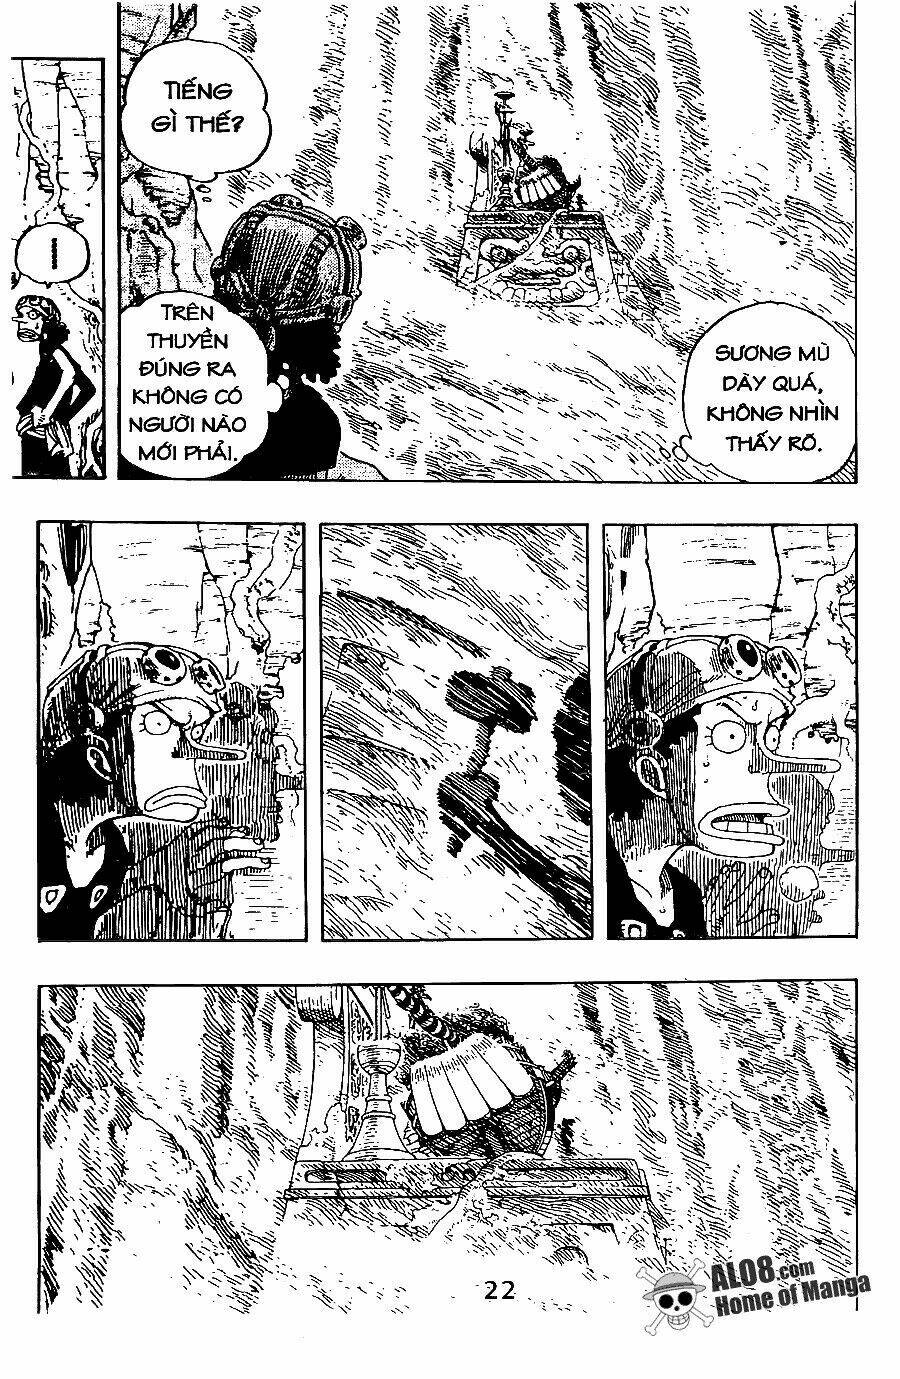 TIẾNG
GÌ THẾ?
TRÊN
THUYỀN
ĐÚNG RA
KHÔNG CÓ
NGƯỜI NÀO
MỚI PHẢI.
SƯƠNG MÙ
DÀY QUÁ,
KHÔNG NHÌN
THẤY RÕ.
22
ALO8.com
Home of Manga